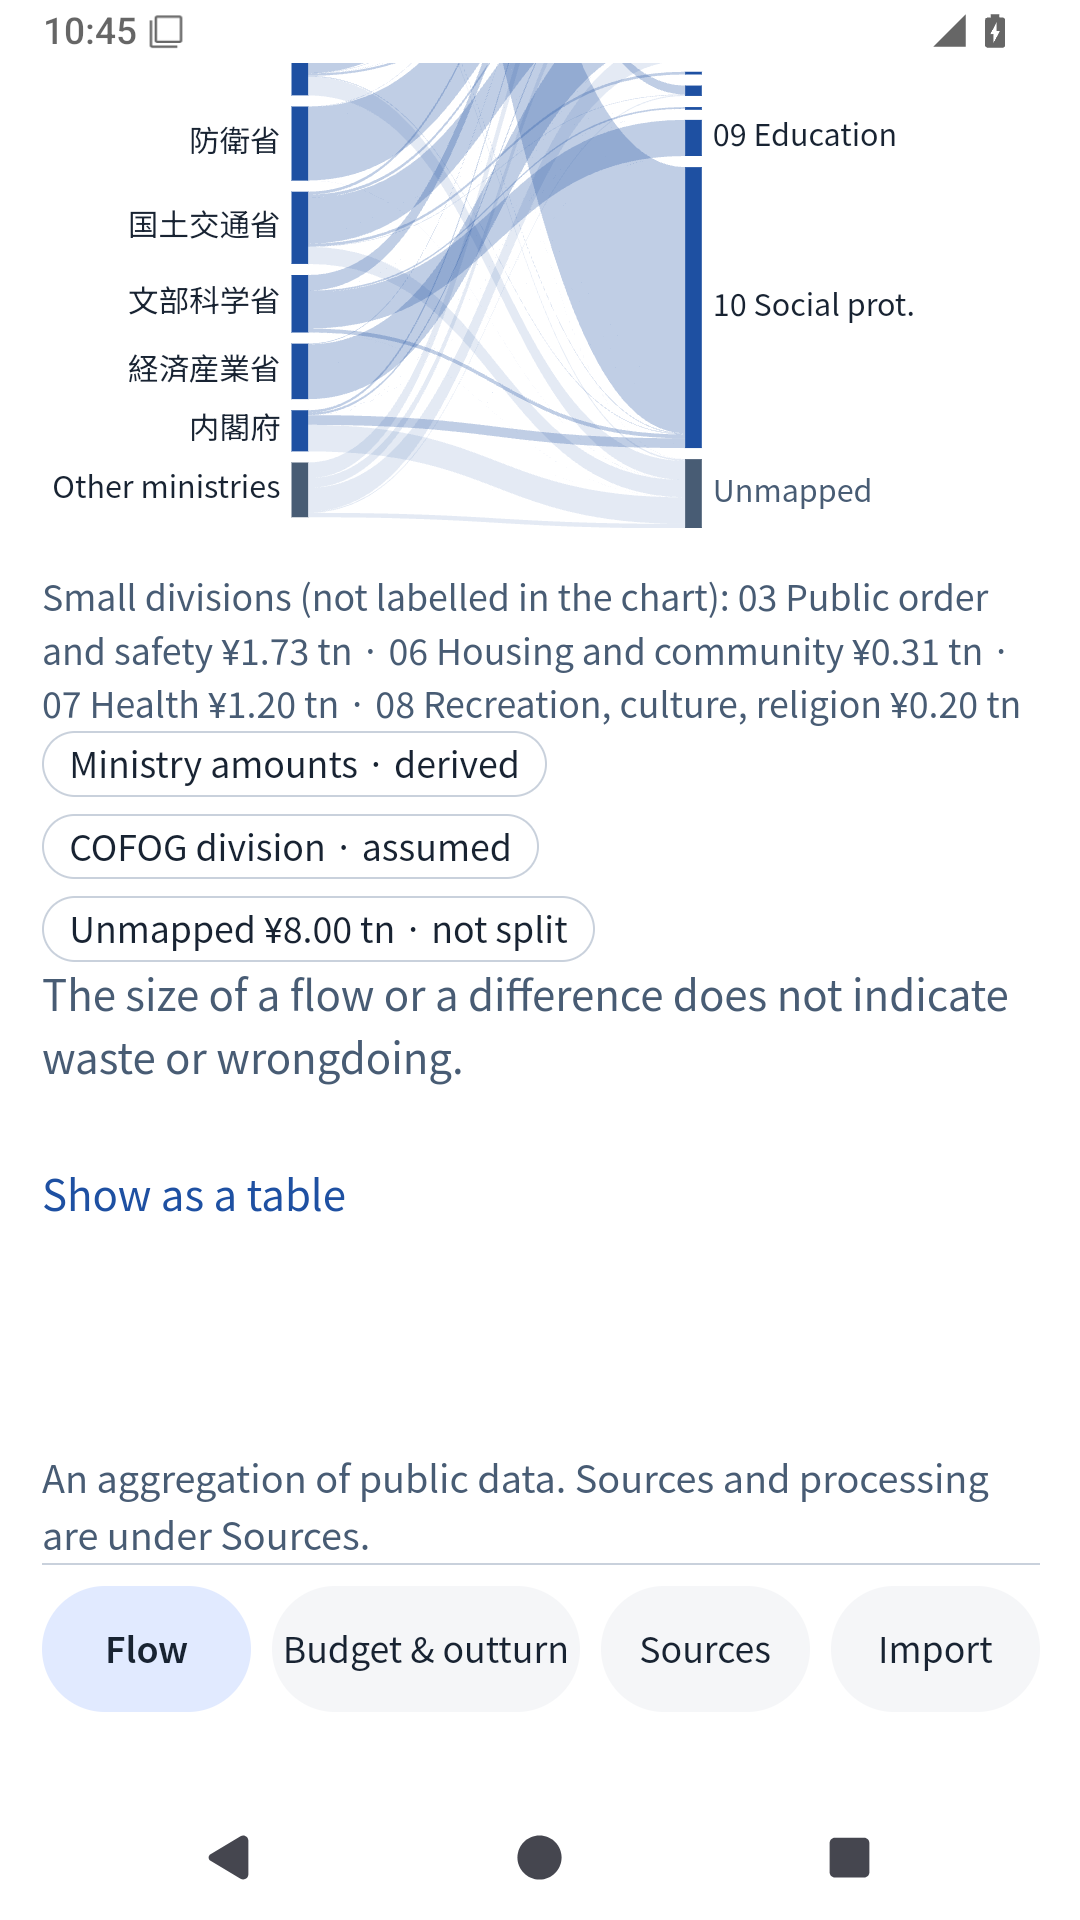 10:45
防衛省
09 Education
国土交通省
文部科学省
10 Social prot.
経済産業省
内閣府
Other ministries
Unmapped
Small divisions (not labelled in the chart): 03 Public order
and safety ¥1.73 tn · 06 Housing and community ¥0.31 tn ·
07 Health ¥1.20 tn · 08 Recreation, culture, religion ¥0.20 tn
Ministry amounts · derived
COFOG division · assumed
Unmapped ¥8.00 tn · not split
The size of a flow or a difference does not indicate
waste or wrongdoing.
Show as a table
An aggregation of public data. Sources and processing
are under Sources.
Flow
Budget & outturn
Sources
Import